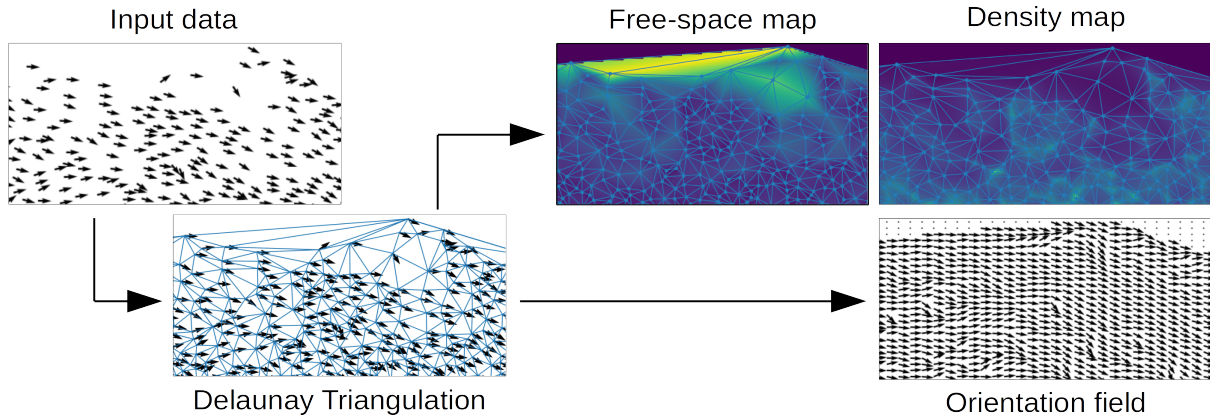 Input data
Free-space map
Density map
Delaunay Triangulation
Orientation field